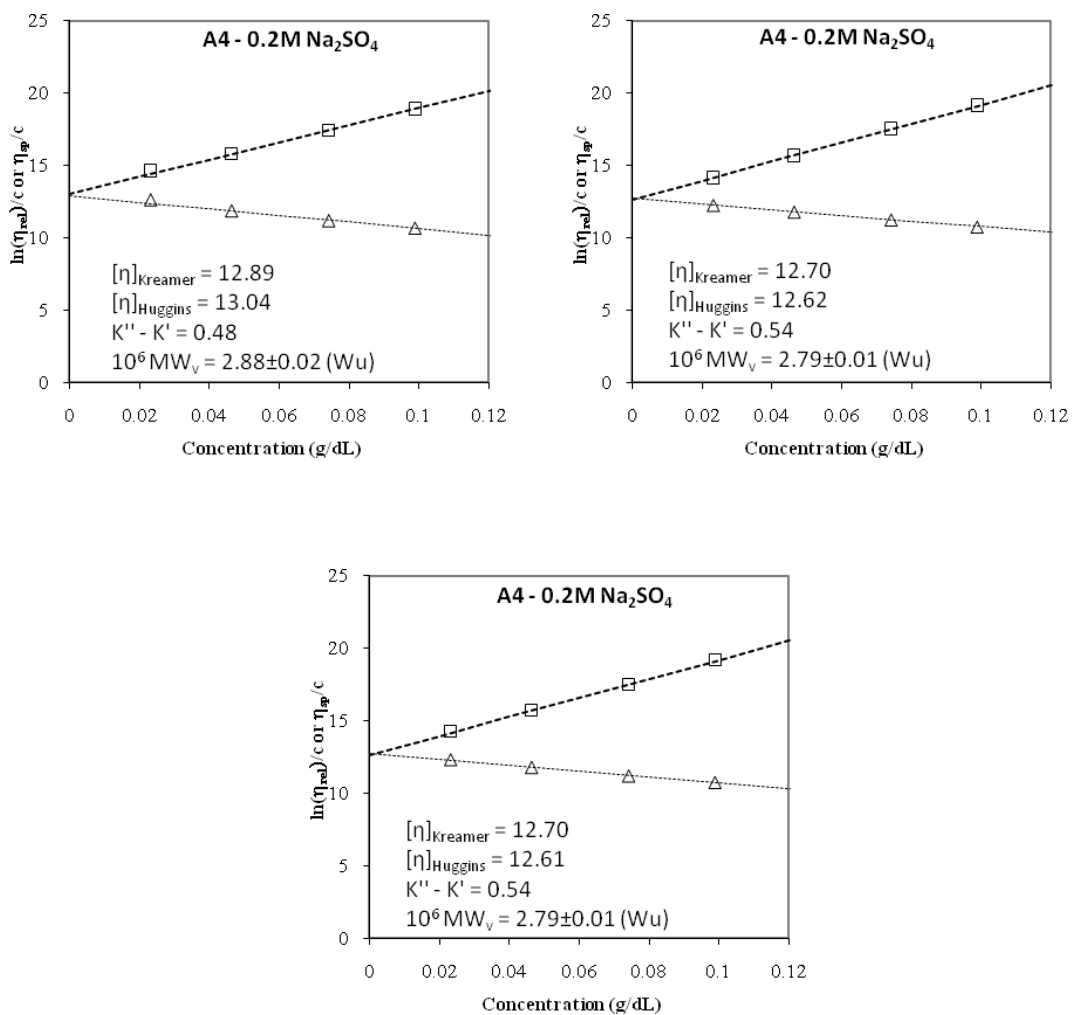 A4 - 0.2M Na₂SO₄
25
20
15
10
5
0
ln(ηrel)/c or ηsp/c
[η]Kreamer = 12.89
[η]Huggins = 13.04
K'' - K' = 0.48
10⁶ MWᵥ = 2.88±0.02 (Wu)
0 0.02 0.04 0.06 0.08 0.1 0.12
Concentration (g/dL)
A4 - 0.2M Na₂SO₄
25
20
15
10
5
0
ln(ηrel)/c or ηsp/c
[η]Kreamer = 12.70
[η]Huggins = 12.62
K'' - K' = 0.54
10⁶ MWᵥ = 2.79±0.01 (Wu)
0 0.02 0.04 0.06 0.08 0.1 0.12
Concentration (g/dL)
A4 - 0.2M Na₂SO₄
25
20
15
10
5
0
ln(ηrel)/c or ηsp/c
[η]Kreamer = 12.70
[η]Huggins = 12.61
K'' - K' = 0.54
10⁶ MWᵥ = 2.79±0.01 (Wu)
0 0.02 0.04 0.06 0.08 0.1 0.12
Concentration (g/dL)